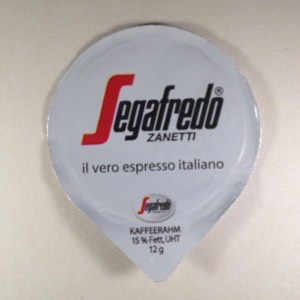 Segafredo®
ZANETTI
il vero espresso italiano
Segafredo
KAFFEERAHM
15 % Fett, UHT
12 g